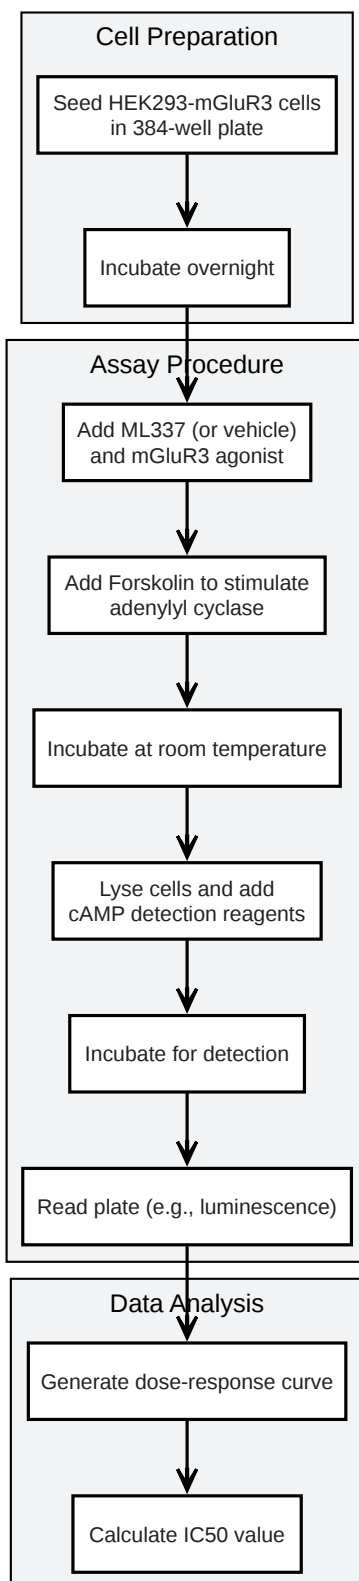 Cell Preparation
Seed HEK293-mGluR3 cells
in 384-well plate
Incubate overnight
Assay Procedure
Add ML337 (or vehicle)
and mGluR3 agonist
Add Forskolin to stimulate
adenylyl cyclase
Incubate at room temperature
Lyse cells and add
cAMP detection reagents
Incubate for detection
Read plate (e.g., luminescence)
Data Analysis
Generate dose-response curve
Calculate IC50 value